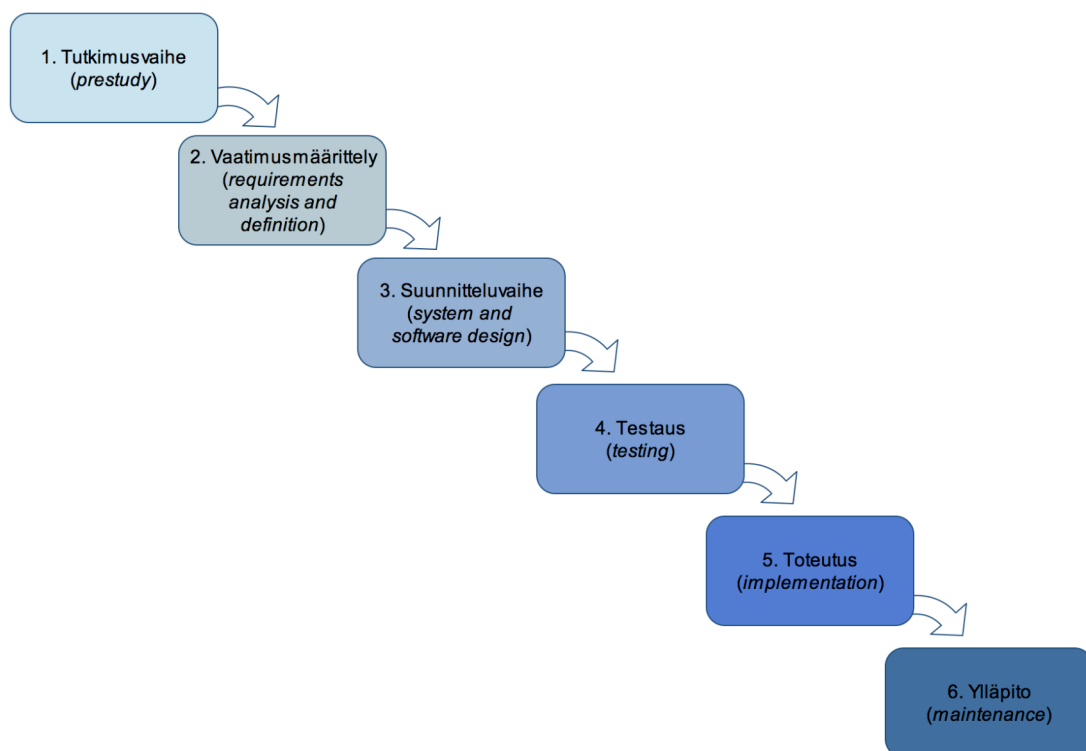 1. Tutkimusvaihe
(prestudy)
2. Vaatimusmäärittely
(requirements
analysis and
definition)
3. Suunnitteluvaihe
(system and
software design)
4. Testaus
(testing)
5. Toteutus
(implementation)
6. Ylläpito
(maintenance)